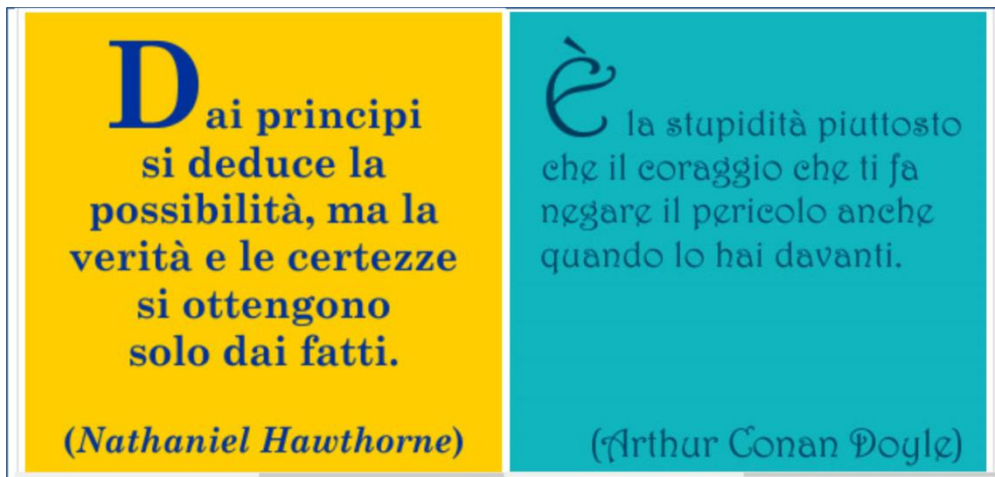 Dai principi
si deduce la
possibilità, ma la
verità e le certezze
si ottengono
solo dai fatti.
(Nathaniel Hawthorne)
È la stupidità piuttosto
che il coraggio che ti fa
negare il pericolo anche
quando lo hai davanti.
(Arthur Conan Doyle)